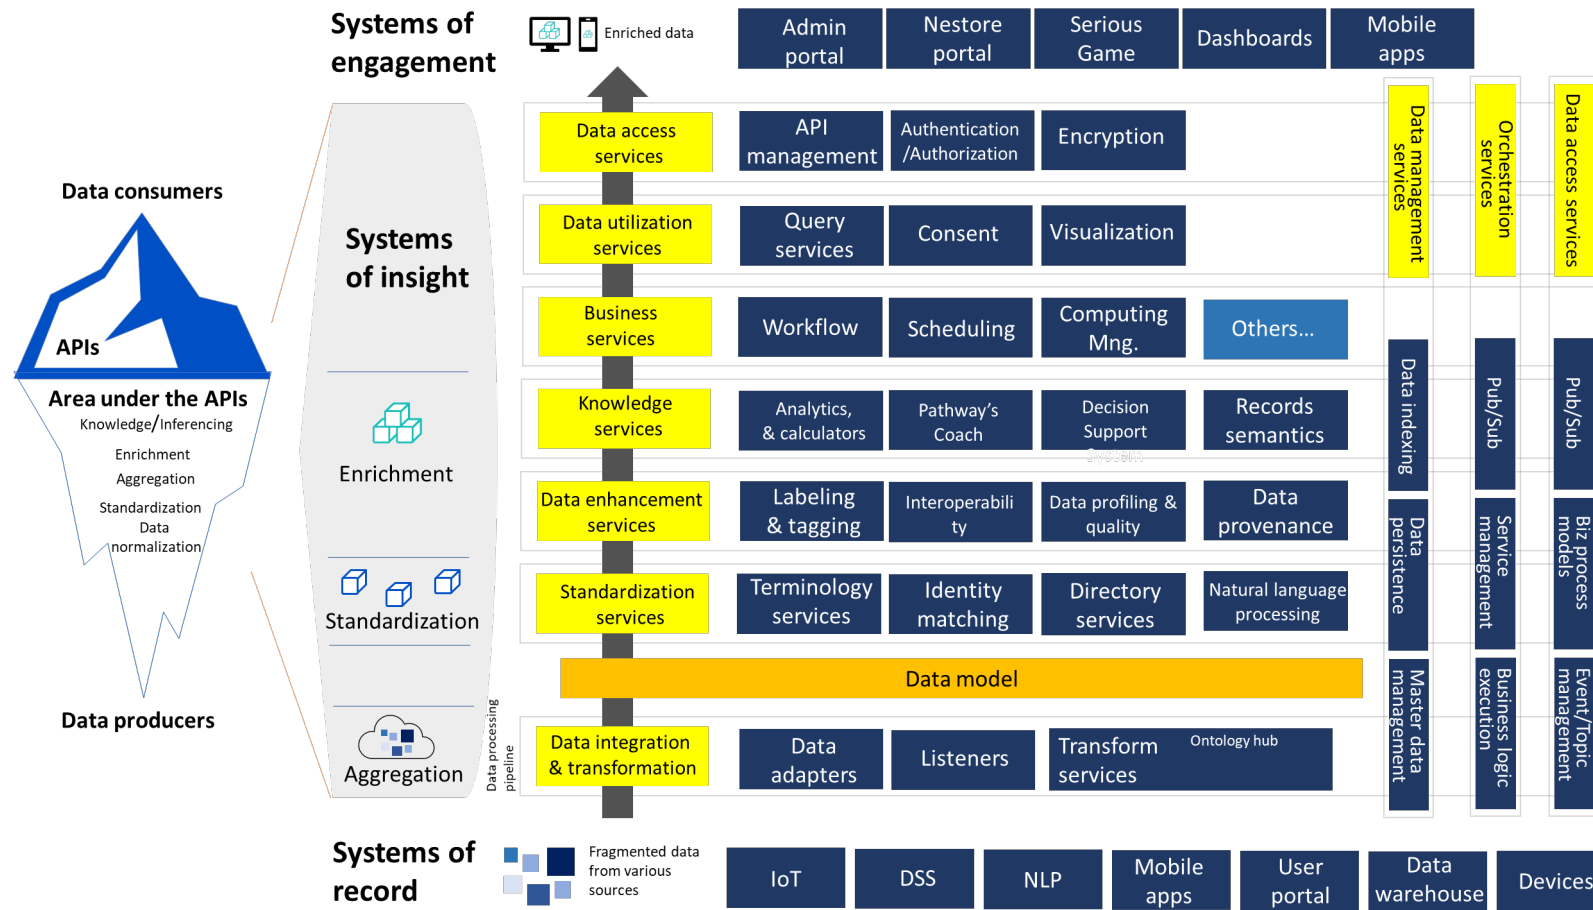 Systems of
engagement
Enriched data
Admin
portal
Nestore
portal
Serious
Game
Dashboards
Mobile
apps
Data access
services
API
management
Authentication
/Authorization
Encryption
Data management
services
Orchestration
services
Data access services
Data consumers
APIs
Area under the APIs
Knowledge/Inferencing
Enrichment
Aggregation
Standardization
Data
normalization
Data producers
Systems
of insight
Enrichment
Standardization
Aggregation
Data processing
pipeline
Data utilization
services
Query
services
Consent
Visualization
Business
services
Workflow
Scheduling
Computing
Mng.
Others...
Knowledge
services
Analytics,
& calculators
Pathway's
Coach
Decision
Support
System
Records
semantics
Data enhancement
services
Labeling
& tagging
Interoperabili
ty
Data profiling &
quality
Data
provenance
Standardization
services
Terminology
services
Identity
matching
Directory
services
Natural language
processing
Data model
Data integration
& transformation
Data
adapters
Listeners
Transform
services
Ontology hub
Data indexing
Data
persistence
Master data
management
Pub/Sub
Service
management
Business logic
execution
Pub/Sub
Biz process
models
Event/Topic
management
Systems of
record
Fragmented data
from various
sources
IoT
DSS
NLP
Mobile
apps
User
portal
Data
warehouse
Devices